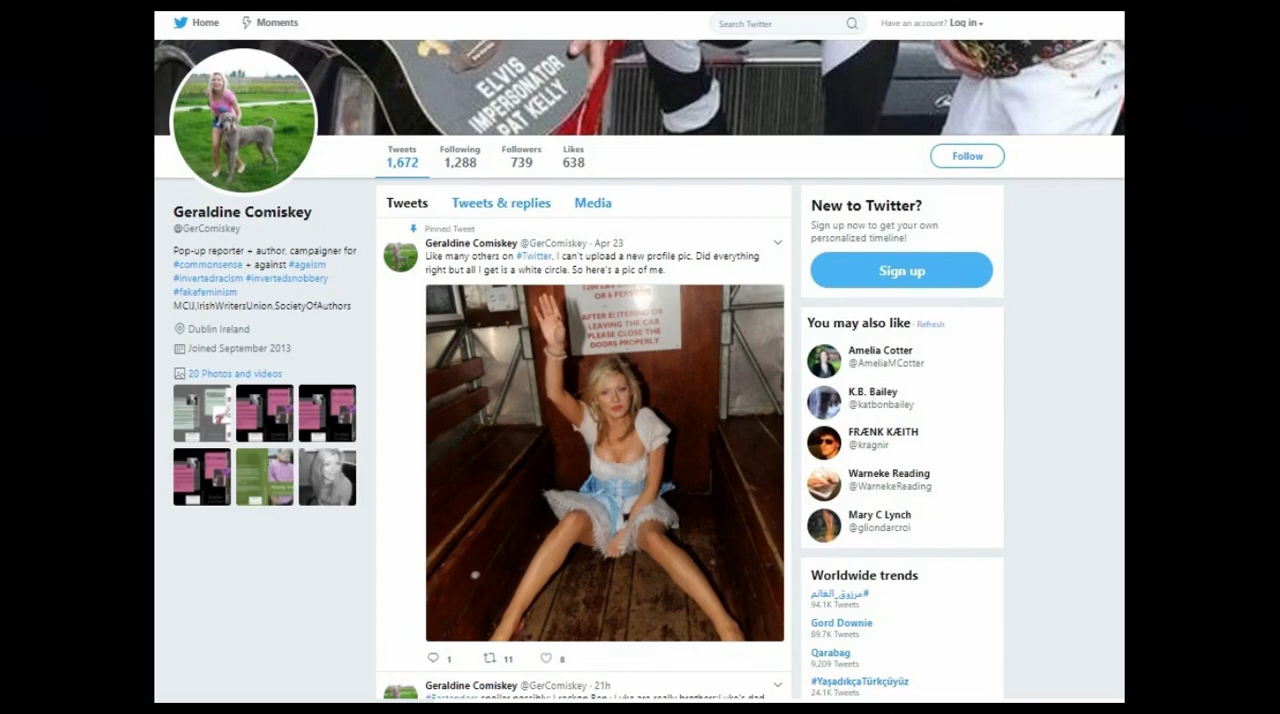 Home
Moments
Search Twitter
Have an account? Log in
ELVIS
IMPERSONATOR
PAT KELLY
Tweets
1,672
Following
1,288
Followers
739
Likes
638
Follow
Geraldine Comiskey
@GerComiskey
Pop-up reporter + author, campaigner for
#commonsense + against #ageism
#invertedracism #invertedsnobbery
#fakefeminism
MCIJ,IrishWritersUnion,SocietyOfAuthors
Dublin Ireland
Joined September 2013
20 Photos and videos
Tweets
Tweets & replies
Media
Pinned Tweet
Geraldine Comiskey @GerComiskey · Apr 23
Like many others on #Twitter, I can't upload a new profile pic. Did everything
right but all I get is a white circle. So here's a pic of me.
OR 6 PERSONS
AFTER ENTERING OR
LEAVING THE CAR
PLEASE CLOSE THE
DOORS PROPERLY
1
11
8
Geraldine Comiskey @GerComiskey · 21h
New to Twitter?
Sign up now to get your own
personalized timeline!
Sign up
You may also like · Refresh
Amelia Cotter
@AmeliaMCotter
K.B. Bailey
@katbonbailey
FRÆNK KÆITH
@kragnir
Warneke Reading
@WarnekeReading
Mary C Lynch
@gliondarcroi
Worldwide trends
#مرزوق_الغانم
94.1K Tweets
Gord Downie
89.7K Tweets
Qarabag
9,209 Tweets
#YaşadıkçaTürkçüyüz
24.1K Tweets